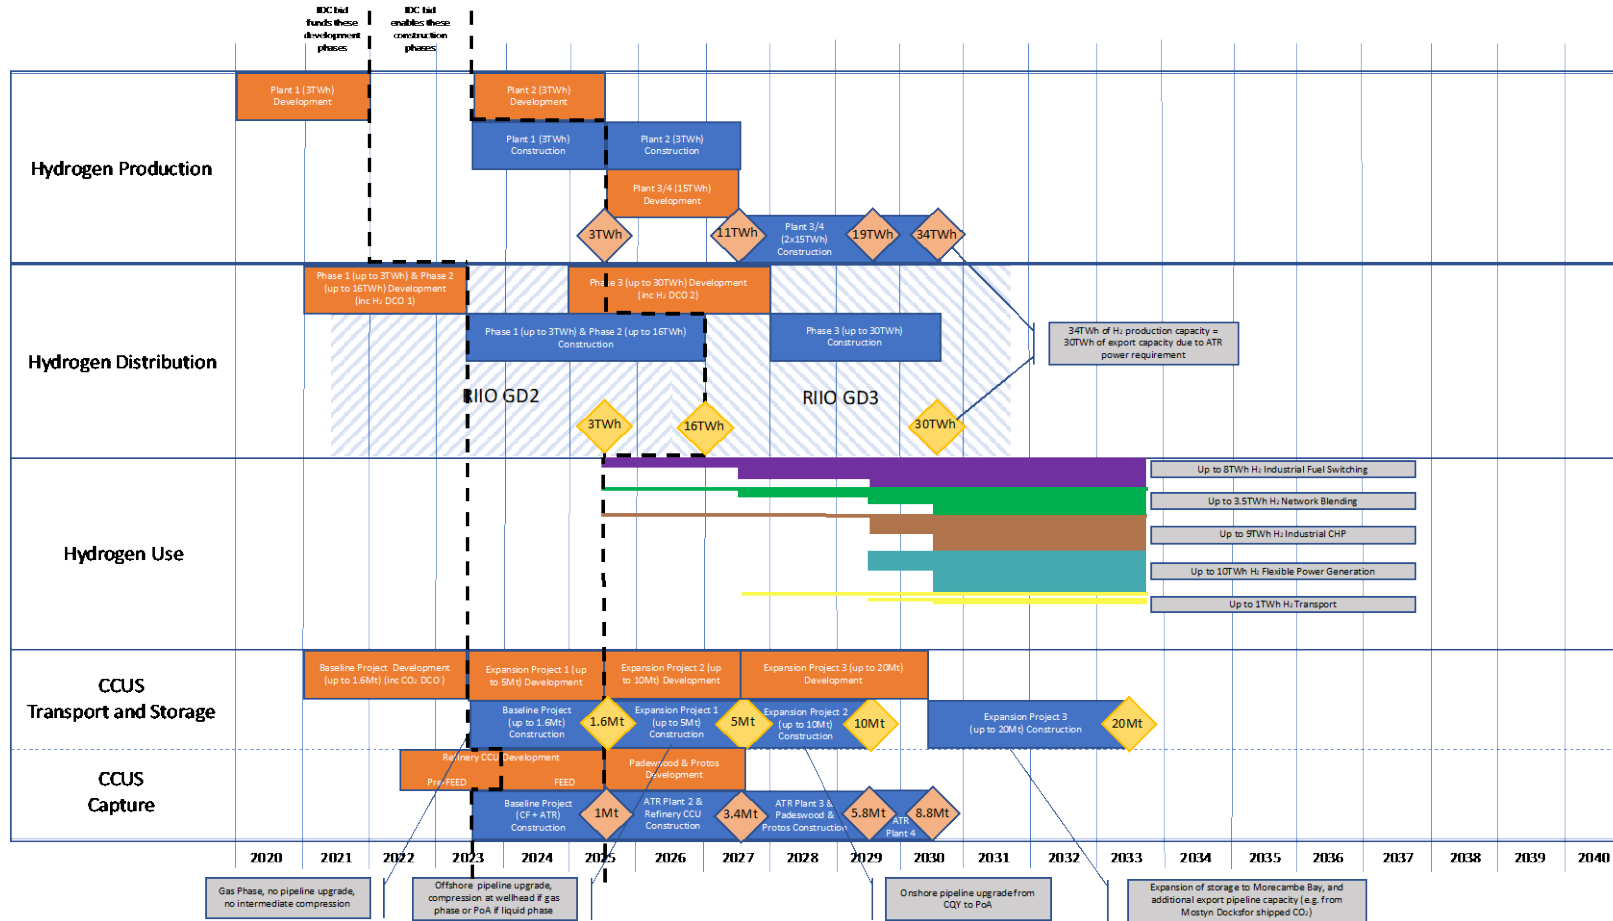 IDC bid
funds these
development
phases
IDC bid
enables these
construction
phases
Hydrogen Production
Plant 1 (3TWh)
Development
Plant 2 (3TWh)
Development
Plant 1 (3TWh)
Construction
Plant 2 (3TWh)
Construction
Plant 3/4 (15TWh)
Development
3TWh
11TWh
Plant 3/4
(2x15TWh)
Construction
19TWh
34TWh
Hydrogen Distribution
Phase 1 (up to 3TWh) & Phase 2
(up to 16TWh) Development
(inc H₂ DCO 1)
Phase 3 (up to 30TWh) Development
(inc H₂ DCO 2)
Phase 1 (up to 3TWh) & Phase 2 (up to 16TWh)
Construction
Phase 3 (up to 30TWh)
Construction
34TWh of H₂ production capacity =
30TWh of export capacity due to ATR
power requirement
RIIO GD2
RIIO GD3
3TWh
16TWh
30TWh
Hydrogen Use
Up to 8TWh H₂ Industrial Fuel Switching
Up to 3.5TWh H₂ Network Blending
Up to 9TWh H₂ Industrial CHP
Up to 10TWh H₂ Flexible Power Generation
Up to 1TWh H₂ Transport
CCUS
Transport and Storage
Baseline Project Development
(up to 1.6Mt) (inc CO₂ DCO )
Expansion Project 1 (up
to 5Mt) Development
Expansion Project 2 (up
to 10Mt) Development
Expansion Project 3 (up to 20Mt)
Development
Baseline Project
(up to 1.6Mt)
Construction
1.6Mt
Expansion Project 1
(up to 5Mt)
Construction
5Mt
Expansion Project 2
(up to 10Mt)
Construction
10Mt
Expansion Project 3
(up to 20Mt) Construction
20Mt
CCUS
Capture
Refinery CCU Development
Pre-FEED
FEED
Padewood & Protos
Development
Baseline Project
(CF + ATR)
Construction
1Mt
ATR Plant 2 &
Refinery CCU
Construction
3.4Mt
ATR Plant 3 &
Padeswood &
Protos Construction
5.8Mt
ATR
Plant 4
8.8Mt
2020 2021 2022 2023 2024 2025 2026 2027 2028 2029 2030 2031 2032 2033 2034 2035 2036 2037 2038 2039 2040
Gas Phase, no pipeline upgrade,
no intermediate compression
Offshore pipeline upgrade,
compression at wellhead if gas
phase or PoA if liquid phase
Onshore pipeline upgrade from
CQY to PoA
Expansion of storage to Morecambe Bay, and
additional export pipeline capacity (e.g. from
Mostyn Docksfor shipped CO₂)